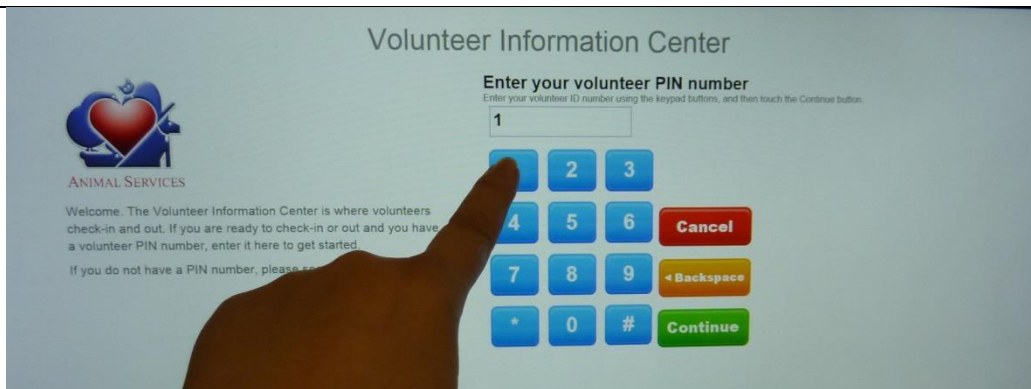 Volunteer Information Center
ANIMAL SERVICES
Welcome. The Volunteer Information Center is where volunteers
check-in and out. If you are ready to check-in or out and you have
a volunteer PIN number, enter it here to get started.
If you do not have a PIN number, please
Enter your volunteer PIN number
Enter your volunteer ID number using the keypad buttons, and then touch the Continue button.
1
2 3
4 5 6 Cancel
7 8 9 ◄Backspace
* 0 # Continue